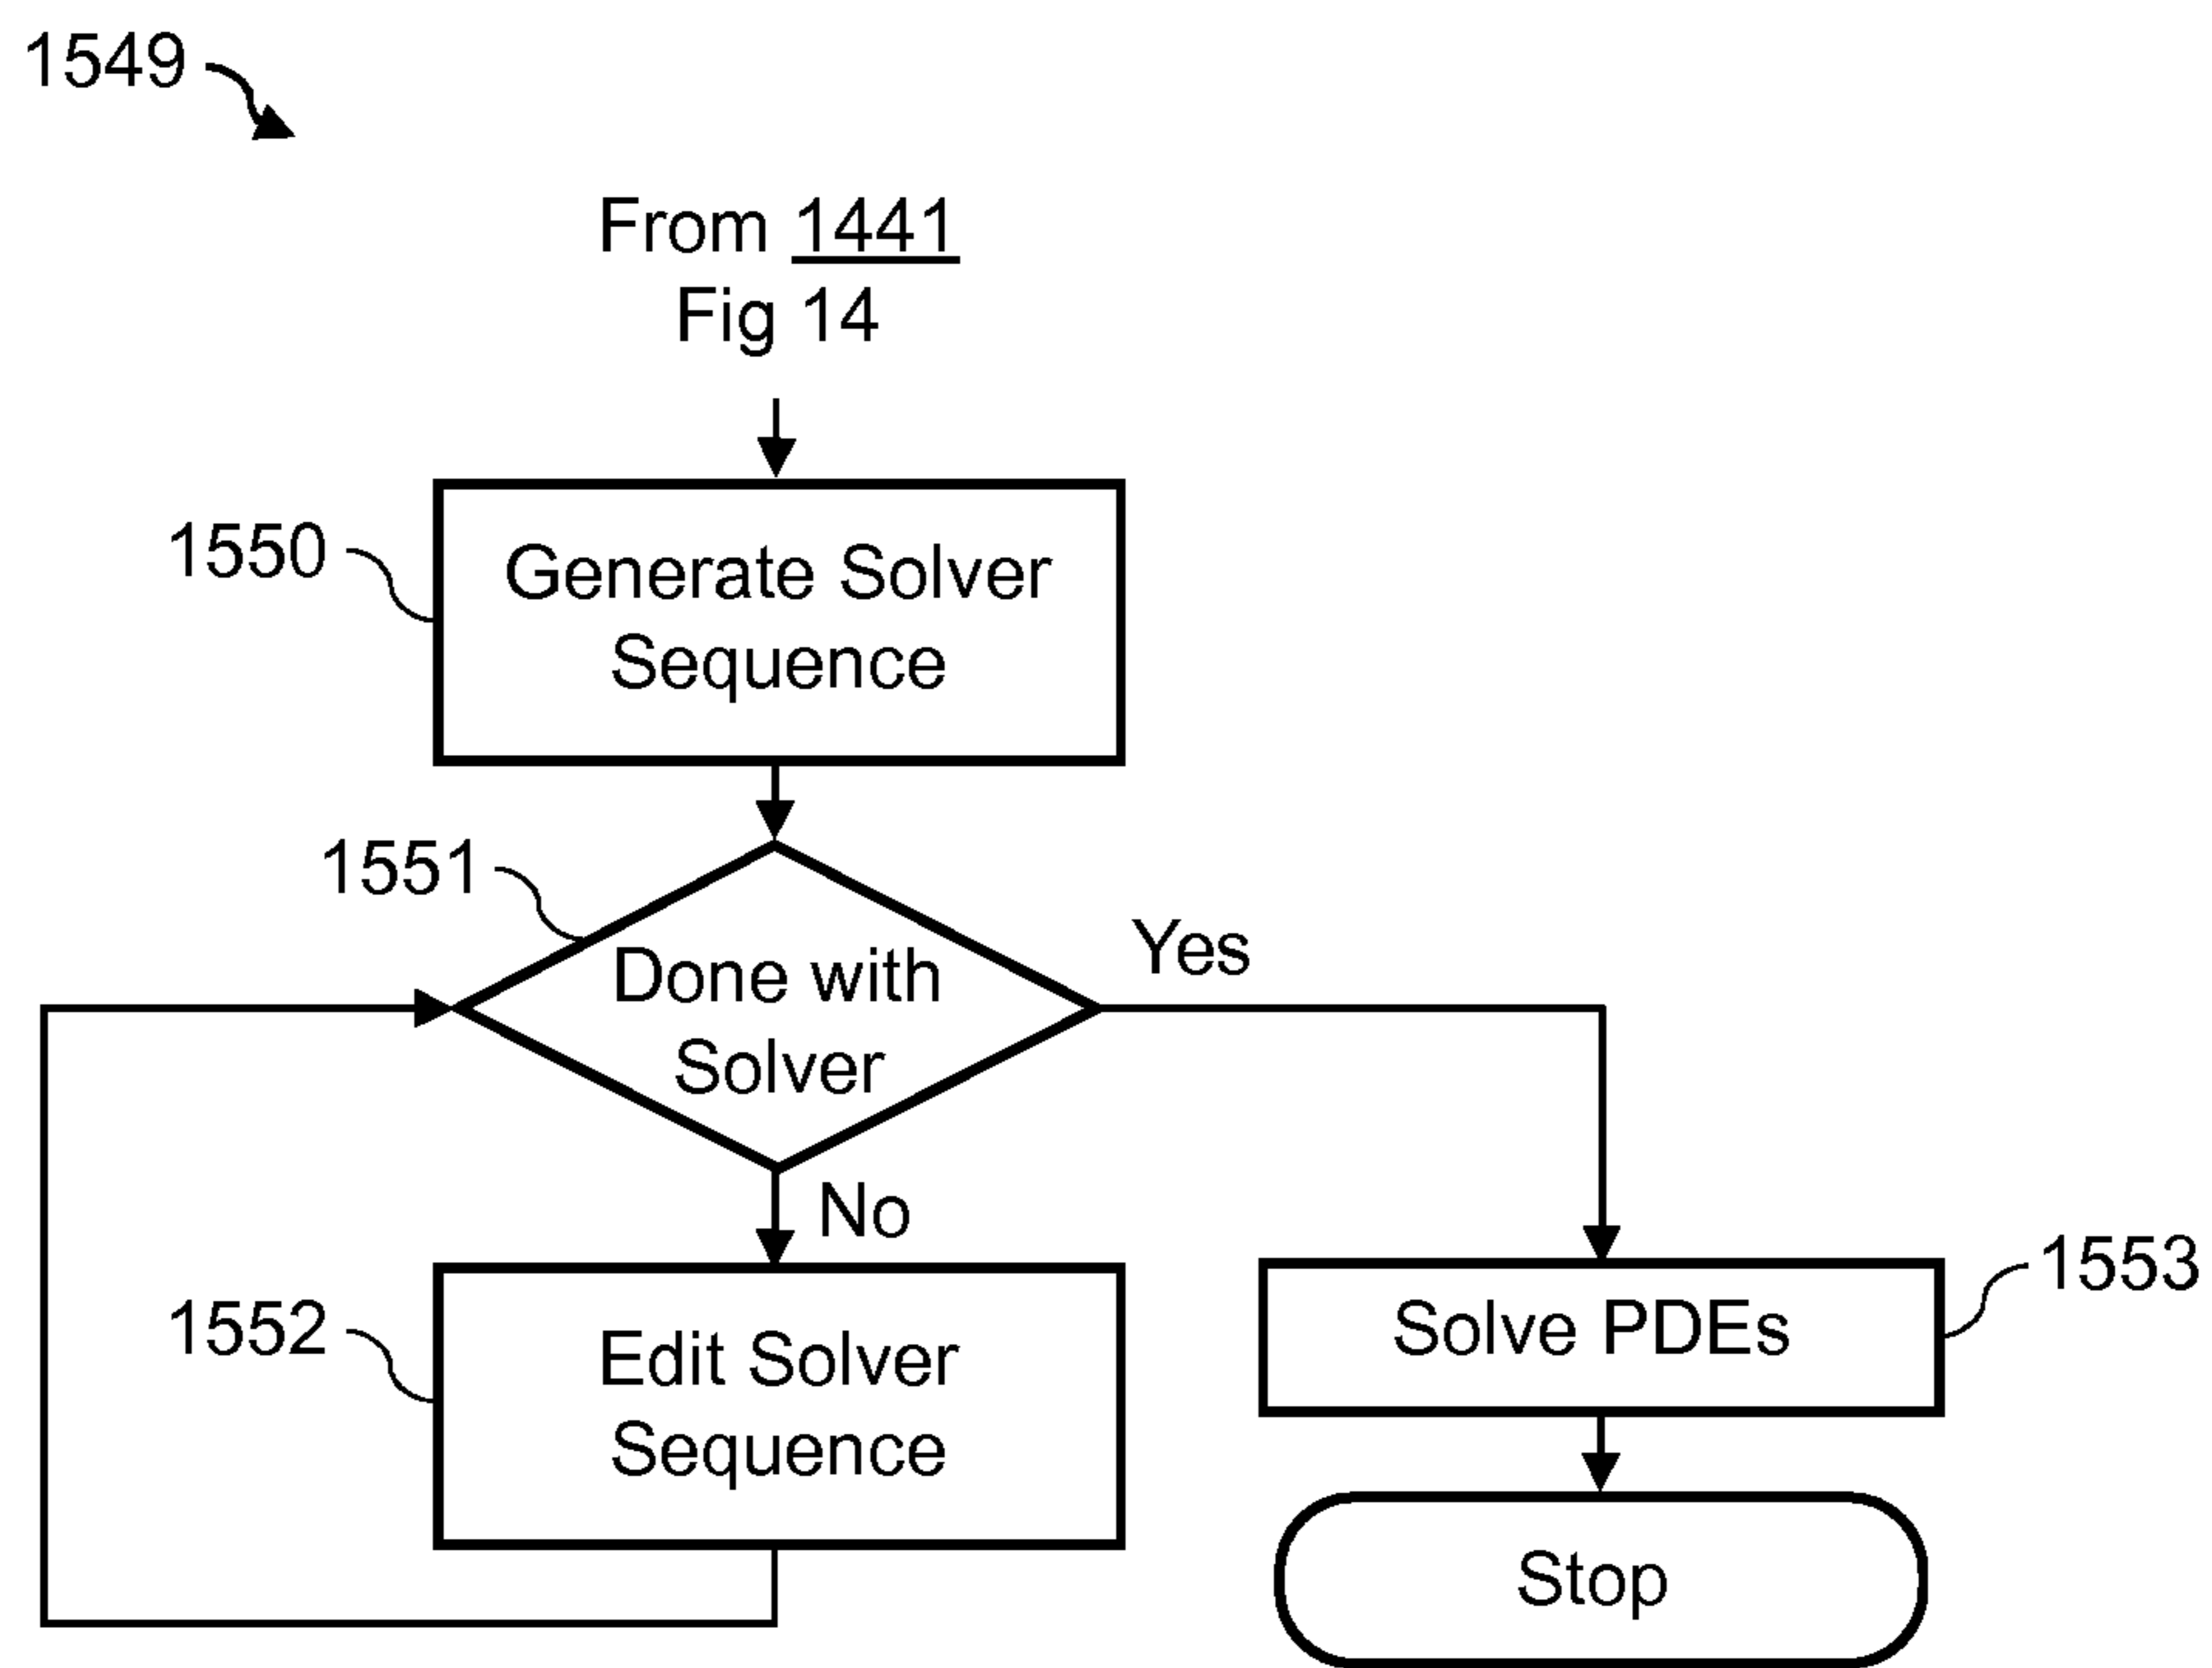 1549
From 1441
Fig 14
1550
Generate Solver
Sequence
1551
Done with
Solver
Yes
No
1552
Edit Solver
Sequence
1553
Solve PDEs
Stop